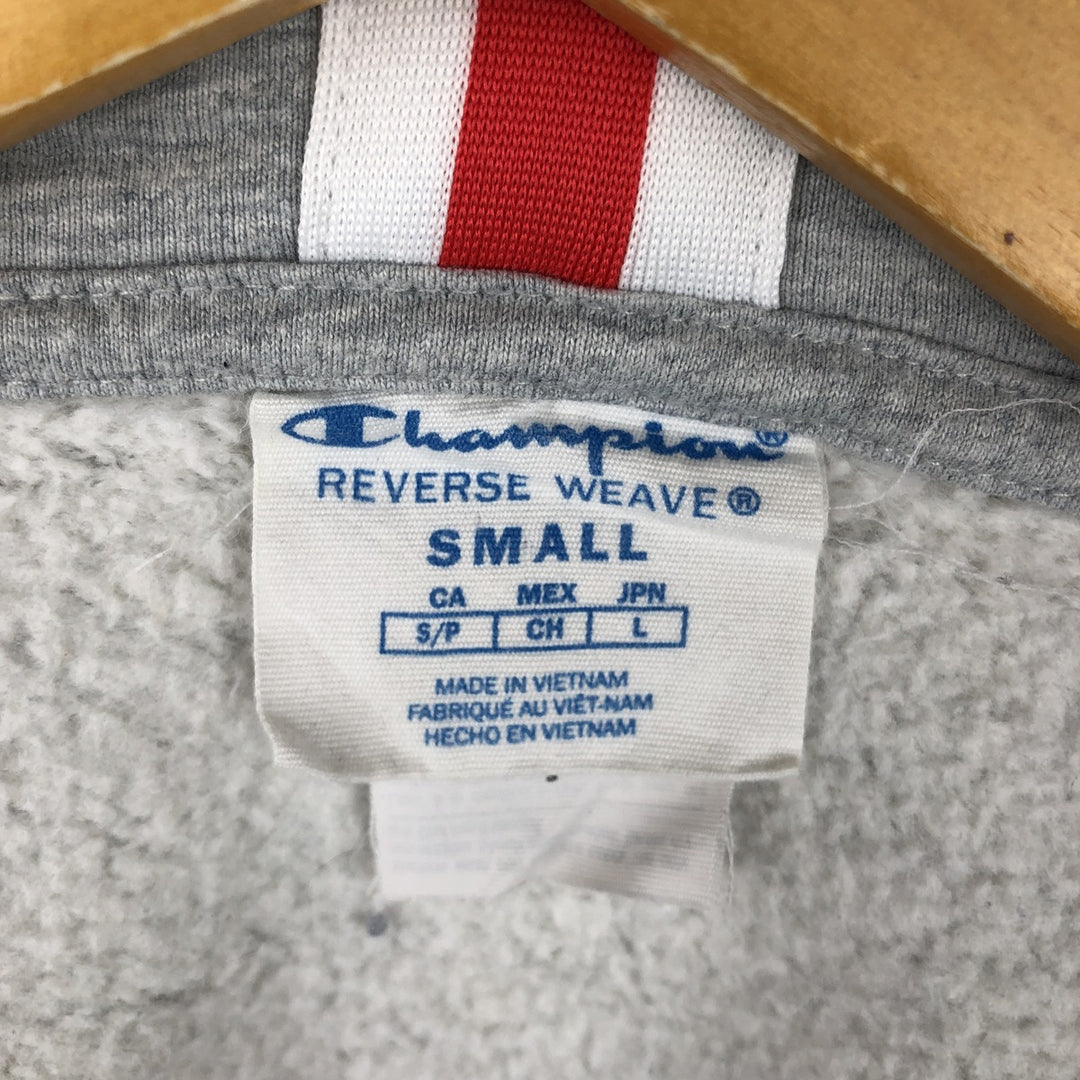 Champion®
REVERSE WEAVE®
SMALL
CA MEX JPN
S/P CH L
MADE IN VIETNAM
FABRIQUÉ AU VIÊT-NAM
HECHO EN VIETNAM